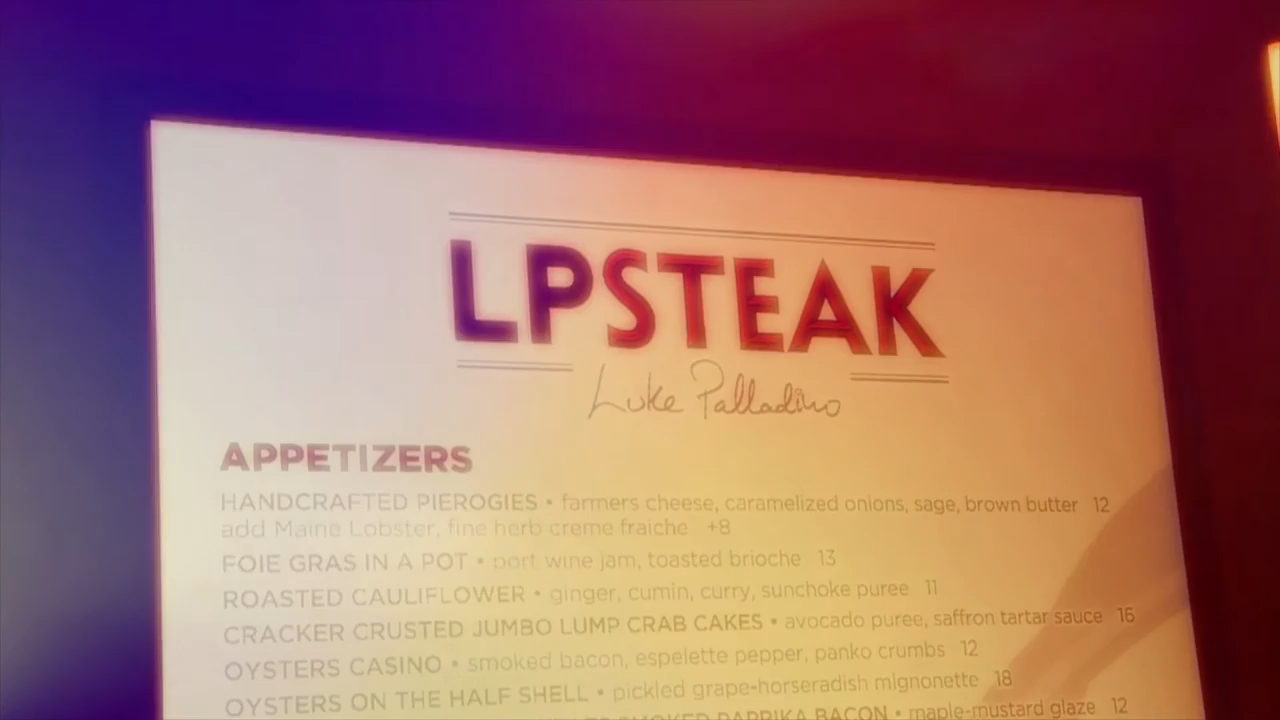 LPSTEAK
Luke Palladino
APPETIZERS
HANDCRAFTED PIEROGIES • farmers cheese, caramelized onions, sage, brown butter 12
add Maine Lobster, fine herb creme fraiche +8
FOIE GRAS IN A POT • port wine jam, toasted brioche 13
ROASTED CAULIFLOWER • ginger, cumin, curry, sunchoke puree 11
CRACKER CRUSTED JUMBO LUMP CRAB CAKES • avocado puree, saffron tartar sauce 16
OYSTERS CASINO • smoked bacon, espelette pepper, panko crumbs 12
OYSTERS ON THE HALF SHELL • pickled grape-horseradish mignonette 18
SMOKED PAPRIKA BACON • maple-mustard glaze 12